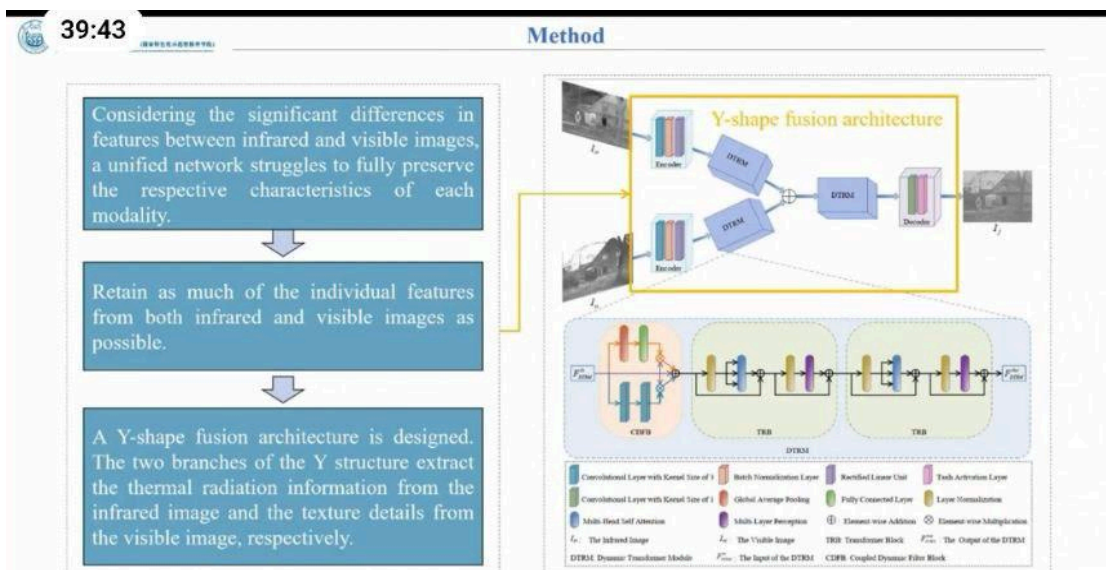 39:43
Method
Considering the significant differences in
features between infrared and visible images,
a unified network struggles to fully preserve
the respective characteristics of each
modality.
Retain as much of the individual features
from both infrared and visible images as
possible.
A Y-shape fusion architecture is designed.
The two branches of the Y structure extract
the thermal radiation information from the
infrared image and the texture details from
the visible image, respectively.
Y-shape fusion architecture
Encoder
DTRM
DTRM
Decoder
DTRM
Encoder
CDFB
TRB
TRB
DTRM
Convolutional Layer with Kernel Size of 3
Batch Normalization Layer
Rectified Linear Unit
Tanh Activation Layer
Convolutional Layer with Kernel Size of 1
Global Average Pooling
Fully Connected Layer
Layer Normalization
Multi-Head Self Attention
Multi-Layer Perception
⊕ Element-wise Addition
⊗ Element-wise Multiplication
: The Infrared Image
: The Visible Image
TRB: Transformer Block
: The Output of the DTRM
DTRM: Dynamic Transformer Module
: The Input of the DTRM
CDFB: Coupled Dynamic Filter Block